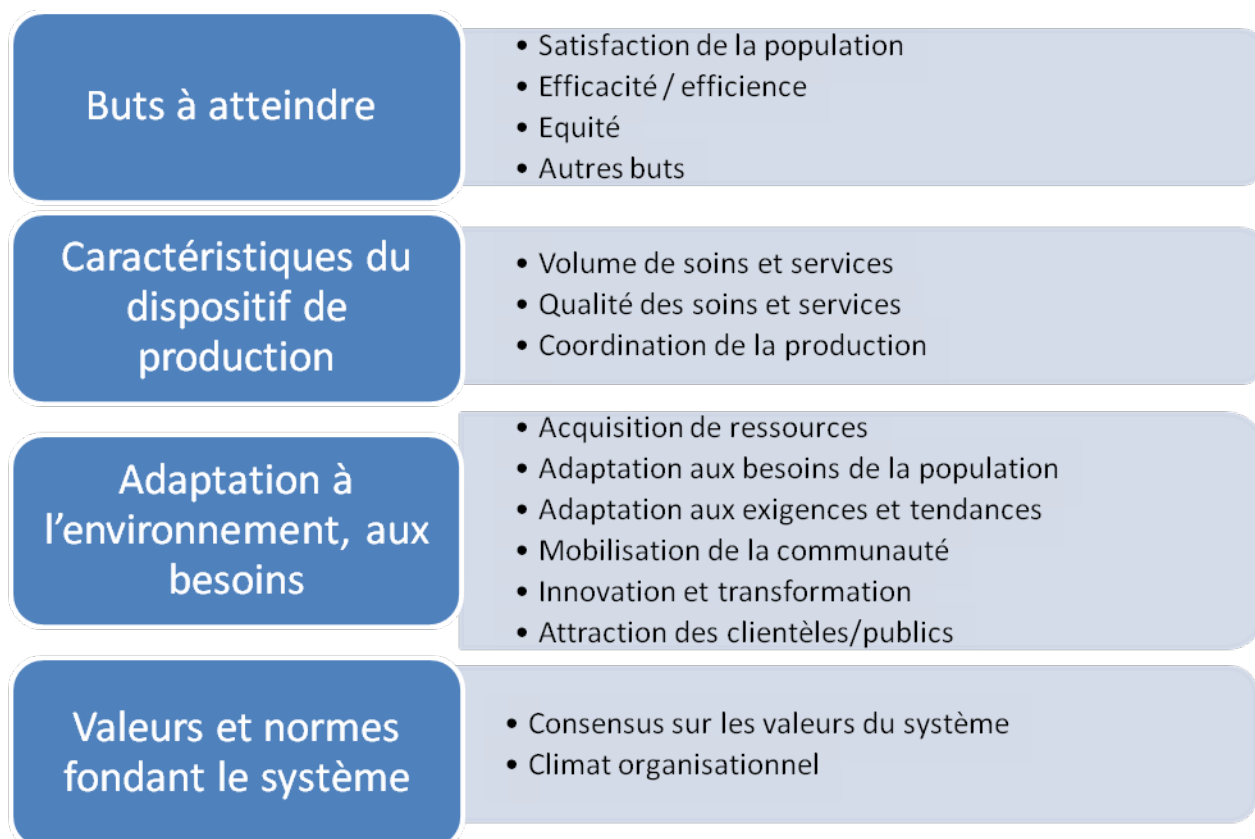 Buts à atteindre
• Satisfaction de la population
• Efficacité / efficience
• Equité
• Autres buts
Caractéristiques du
dispositif de
production
• Volume de soins et services
• Qualité des soins et services
• Coordination de la production
Adaptation à
l’environnement, aux
besoins
• Acquisition de ressources
• Adaptation aux besoins de la population
• Adaptation aux exigences et tendances
• Mobilisation de la communauté
• Innovation et transformation
• Attraction des clientèles/publics
Valeurs et normes
fondant le système
• Consensus sur les valeurs du système
• Climat organisationnel